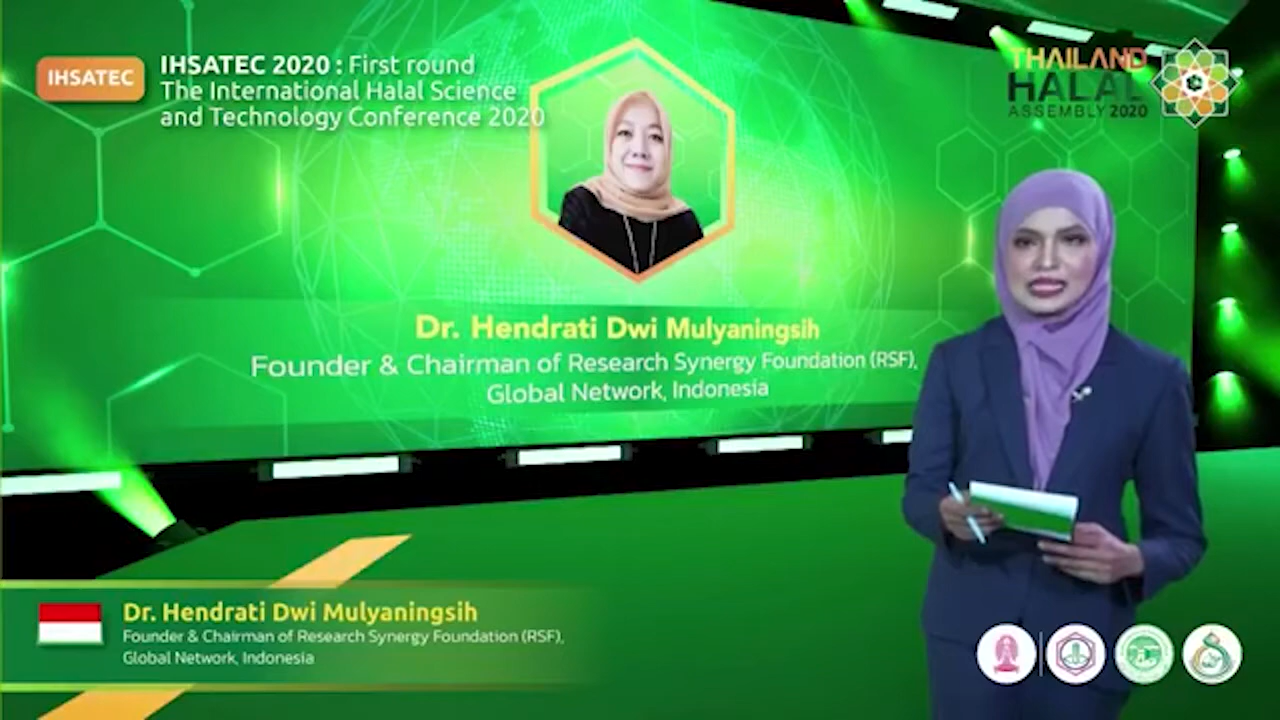 IHSATEC
IHSATEC 2020 : First round
The International Halal Science
and Technology Conference 2020
THAILAND
HALAL
ASSEMBLY 2020
Dr. Hendrati Dwi Mulyaningsih
Founder & Chairman of Research Synergy Foundation (RSF),
Global Network, Indonesia
Dr. Hendrati Dwi Mulyaningsih
Founder & Chairman of Research Synergy Foundation (RSF),
Global Network, Indonesia